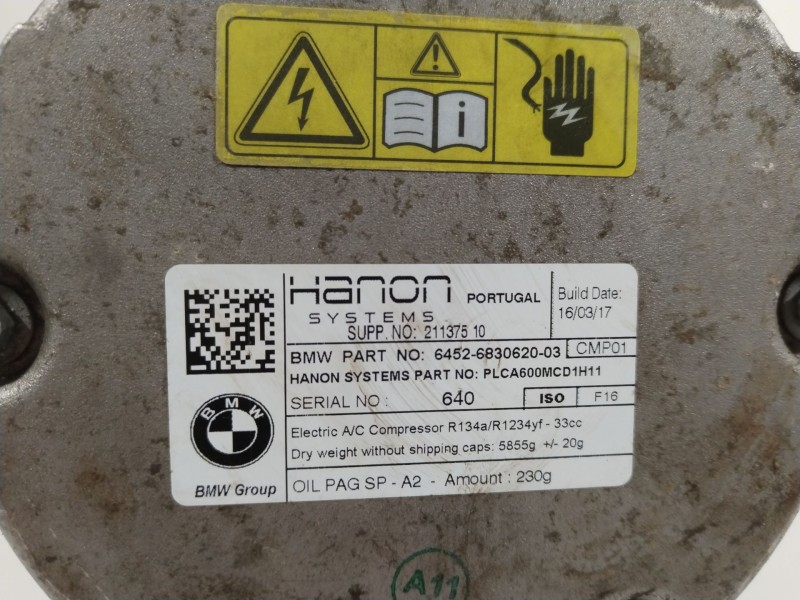 Hanon
SYSTEMS
PORTUGAL
Build Date:
16/03/17
SUPP. NO: 211375 10
BMW PART NO: 6452-6830620-03
CMP01
HANON SYSTEMS PART NO: PLCA600MCD1H11
SERIAL NO : 640
ISO
F16
BMW
Electric A/C Compressor R134a/R1234yf - 33cc
Dry weight without shipping caps: 5855g +/- 20g
BMW Group
OIL PAG SP - A2 - Amount : 230g
A11